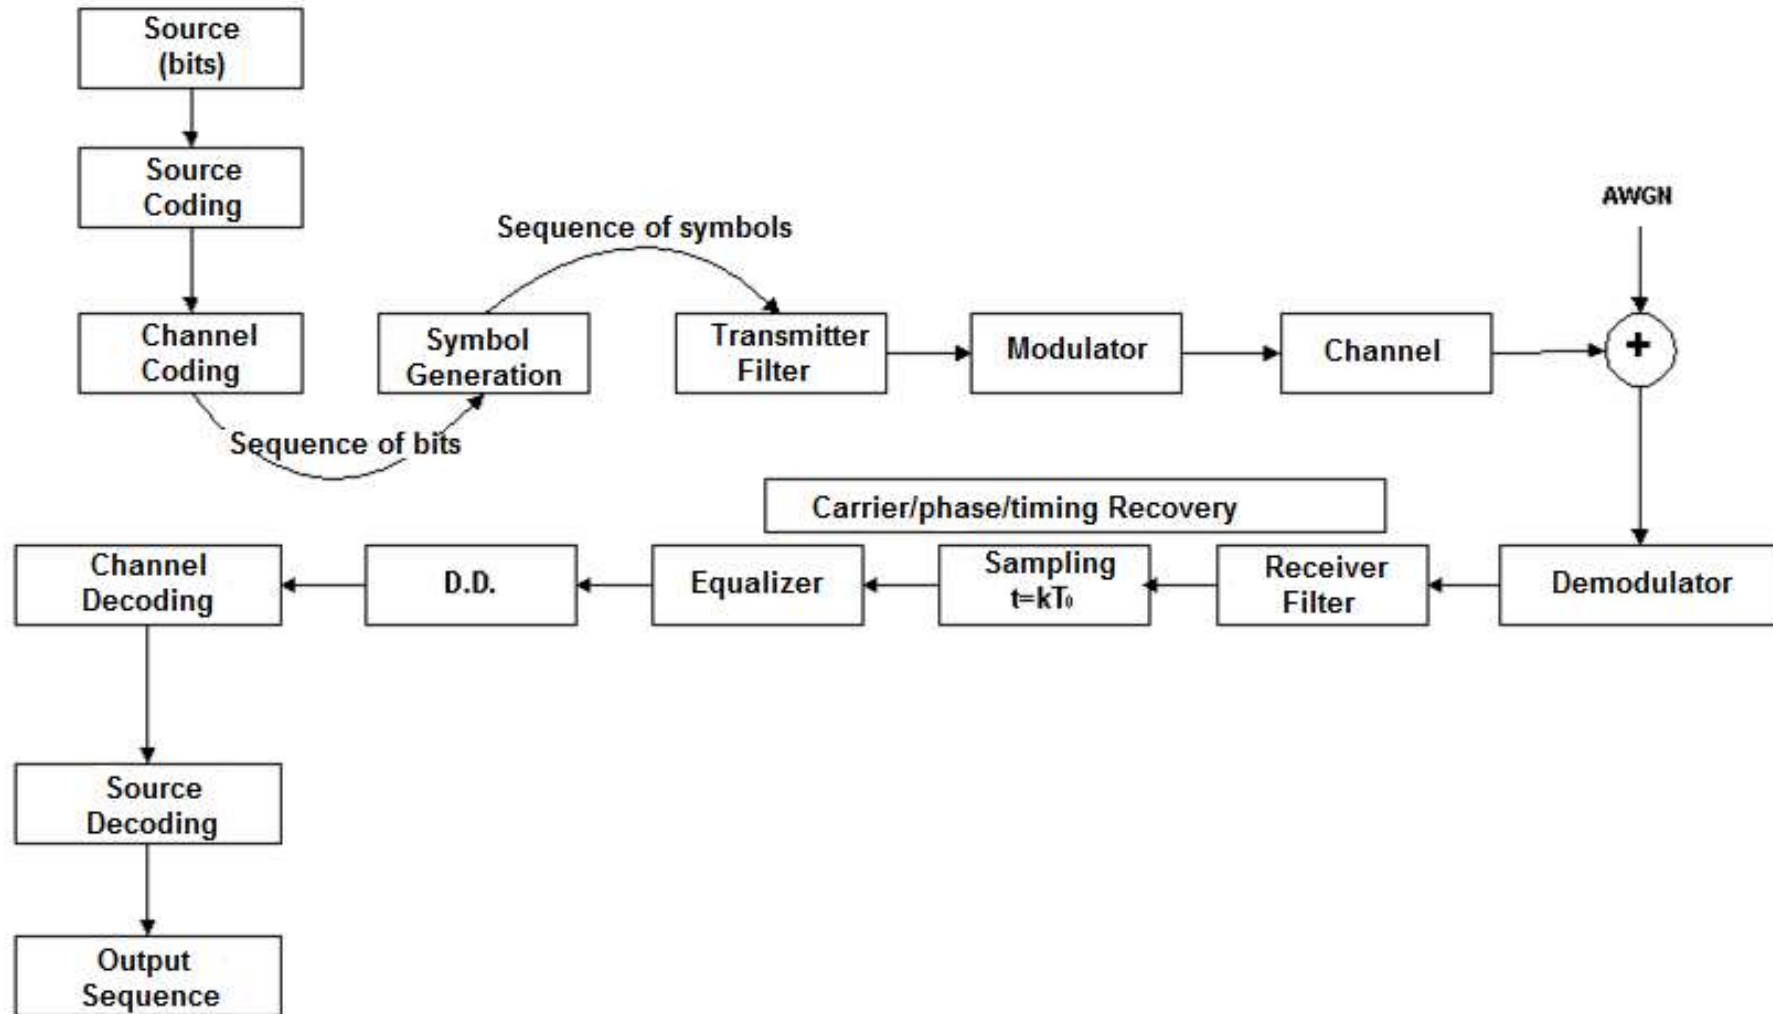 Source
(bits)
Source
Coding
AWGN
Sequence of symbols
Channel
Coding
Symbol
Generation
Transmitter
Filter
Modulator
Channel
+
Sequence of bits
Carrier/phase/timing Recovery
Channel
Decoding
D.D.
Equalizer
Sampling
t=kT₀
Receiver
Filter
Demodulator
Source
Decoding
Output
Sequence